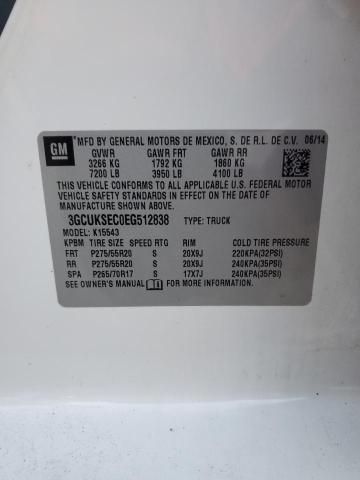 GM
MFD BY GENERAL MOTORS DE MEXICO, S. DE R.L. DE C.V. 06/14
GVWR GAWR FRT GAWR RR
3266 KG 1792 KG 1860 KG
7200 LB 3950 LB 4100 LB
THIS VEHICLE CONFORMS TO ALL APPLICABLE U.S. FEDERAL MOTOR
VEHICLE SAFETY STANDARDS IN EFFECT ON THE DATE OF
MANUFACTURE SHOWN ABOVE.
3GCUKSEC0EG512838 TYPE: TRUCK
MODEL: K15543
KPBM TIRE SIZE SPEED RTG RIM COLD TIRE PRESSURE
FRT P275/55R20 S 20X9J 220KPA(32PSI)
RR P275/55R20 S 20X9J 240KPA(35PSI)
SPA P265/70R17 S 17X7J 240KPA(35PSI)
SEE OWNER'S MANUAL FOR MORE INFORMATION.